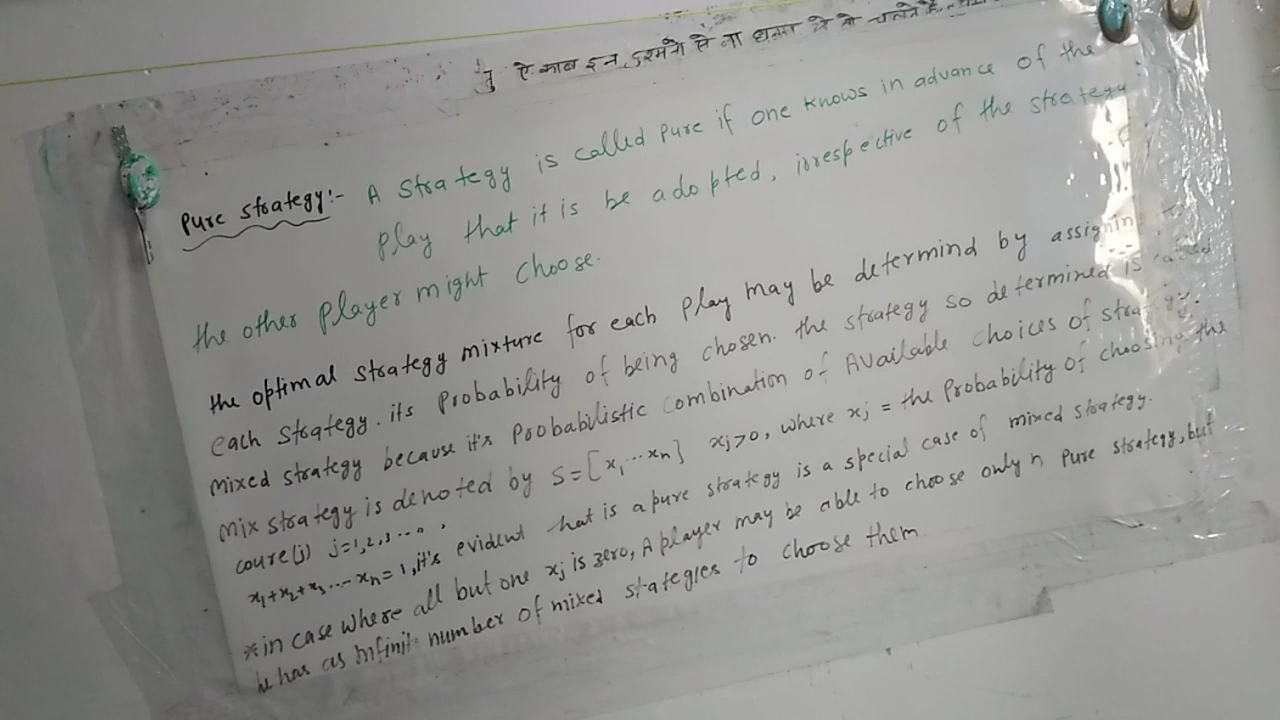 ऐ काश इन
Pure strategy:- A Strategy is called Pure if one knows in advance of the
Play that it is be adopted, irrespective of the strategy
the other Player might Choose.
the optimal strategy mixture for each Play may be determind by assigning to
each Strategy. its Probability of being chosen. the strategy so determined is called
mixed strategy because it's Probabilistic Combination of Available choices of strategy.
Mix strategy is denoted by S=[x₁...xₙ} xj>0, where xj = the Probability of choosing the
coure(j) j=1,2,3...n,
x₁+x₂+x₃...-xₙ=1, it's evident that is a pure strategy is a special case of mixed strategy.
*in case where all but one xj is zero, A player may be able to choose only n Pure strategy, but
he has as Infinit number of mixed stategies to choose them